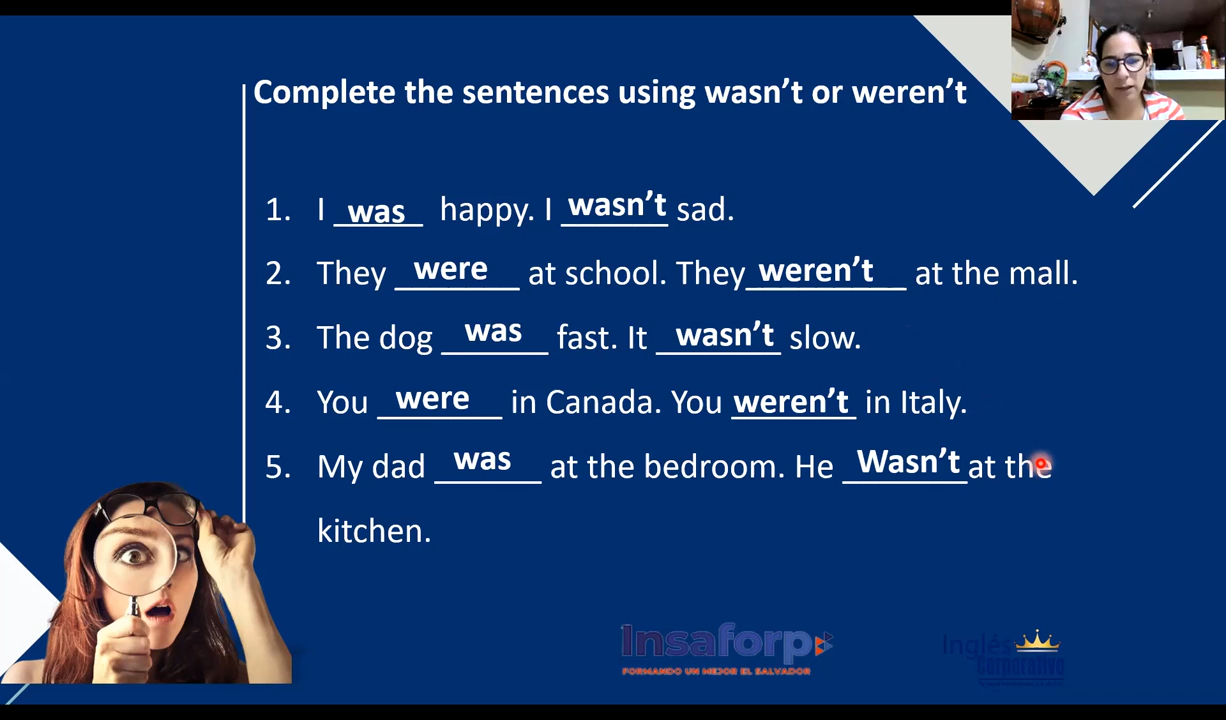 Complete the sentences using wasn't or weren't
1. I was happy. I wasn't sad.
2. They were at school. They weren't at the mall.
3. The dog was fast. It wasn't slow.
4. You were in Canada. You weren't in Italy.
5. My dad was at the bedroom. He Wasn't at the
kitchen.
Insaforp
FORMANDO UN MEJOR EL SALVADOR
Inglés
Corporativo